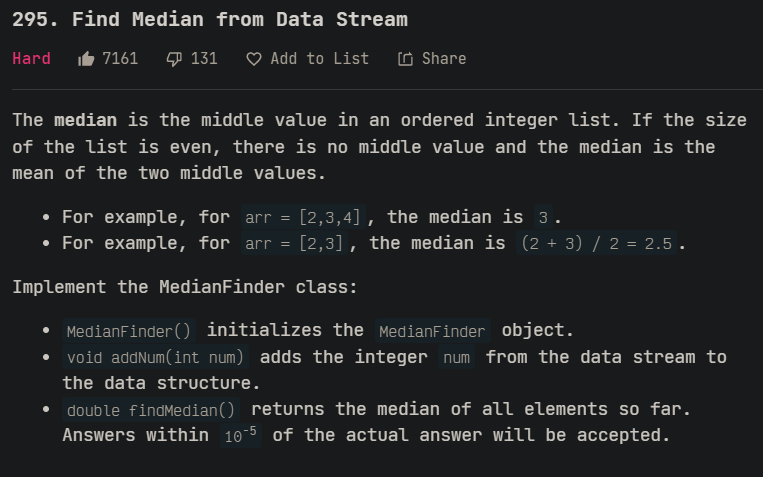 295. Find Median from Data Stream
Hard 7161 131 Add to List Share
The median is the middle value in an ordered integer list. If the size
of the list is even, there is no middle value and the median is the
mean of the two middle values.
• For example, for arr = [2,3,4], the median is 3.
• For example, for arr = [2,3], the median is (2 + 3) / 2 = 2.5.
Implement the MedianFinder class:
• MedianFinder() initializes the MedianFinder object.
• void addNum(int num) adds the integer num from the data stream to
the data structure.
• double findMedian() returns the median of all elements so far.
Answers within 10⁻⁵ of the actual answer will be accepted.